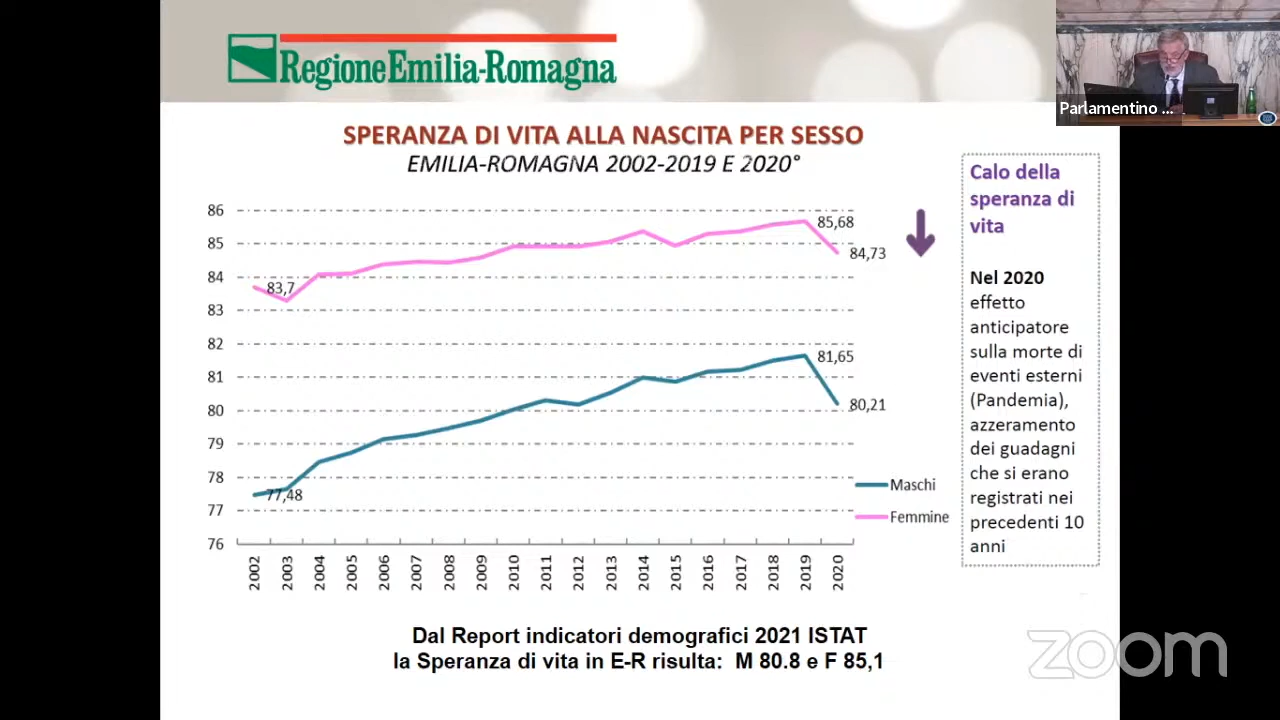 RegioneEmilia-Romagna
Parlamentino ...
SPERANZA DI VITA ALLA NASCITA PER SESSO
EMILIA-ROMAGNA 2002-2019 E 2020°
86
85
84
83
82
81
80
79
78
77
76
83,7
85,68
84,73
77,48
81,65
80,21
Maschi
Femmine
2002
2003
2004
2005
2006
2007
2008
2009
2010
2011
2012
2013
2014
2015
2016
2017
2018
2019
2020
Calo della
speranza di
vita
Nel 2020
effetto
anticipatore
sulla morte di
eventi esterni
(Pandemia),
azzeramento
dei guadagni
che si erano
registrati nei
precedenti 10
anni
Dal Report indicatori demografici 2021 ISTAT
la Speranza di vita in E-R risulta: M 80.8 e F 85,1
zoom